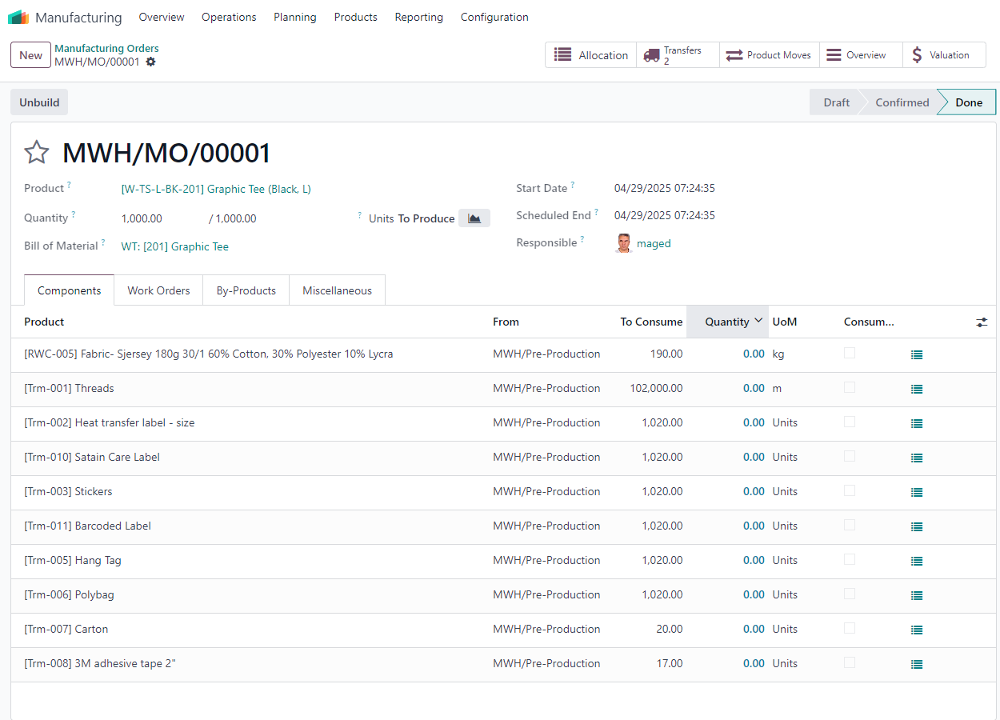 Manufacturing Overview Operations Planning Products Reporting Configuration
New Manufacturing Orders
MWH/MO/00001
Allocation Transfers 2 Product Moves Overview Valuation
Unbuild Draft Confirmed Done
MWH/MO/00001
Product ? [W-TS-L-BK-201] Graphic Tee (Black, L) Start Date ? 04/29/2025 07:24:35
Quantity ? 1,000.00 / 1,000.00 ? Units To Produce Scheduled End ? 04/29/2025 07:24:35
Bill of Material ? WT: [201] Graphic Tee Responsible ? maged
Components Work Orders By-Products Miscellaneous
Product From To Consume Quantity UoM Consum...
[RWC-005] Fabric- Sjersey 180g 30/1 60% Cotton, 30% Polyester 10% Lycra MWH/Pre-Production 190.00 0.00 kg
[Trm-001] Threads MWH/Pre-Production 102,000.00 0.00 m
[Trm-002] Heat transfer label - size MWH/Pre-Production 1,020.00 0.00 Units
[Trm-010] Satain Care Label MWH/Pre-Production 1,020.00 0.00 Units
[Trm-003] Stickers MWH/Pre-Production 1,020.00 0.00 Units
[Trm-011] Barcoded Label MWH/Pre-Production 1,020.00 0.00 Units
[Trm-005] Hang Tag MWH/Pre-Production 1,020.00 0.00 Units
[Trm-006] Polybag MWH/Pre-Production 1,020.00 0.00 Units
[Trm-007] Carton MWH/Pre-Production 20.00 0.00 Units
[Trm-008] 3M adhesive tape 2" MWH/Pre-Production 17.00 0.00 Units